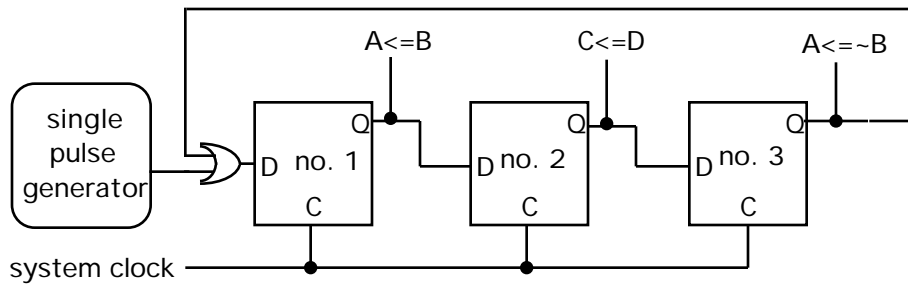 A<=B
C<=D
A<=~B
single
pulse
generator
Q
Q
Q
D
no. 1
D
no. 2
D
no. 3
C
C
C
system clock